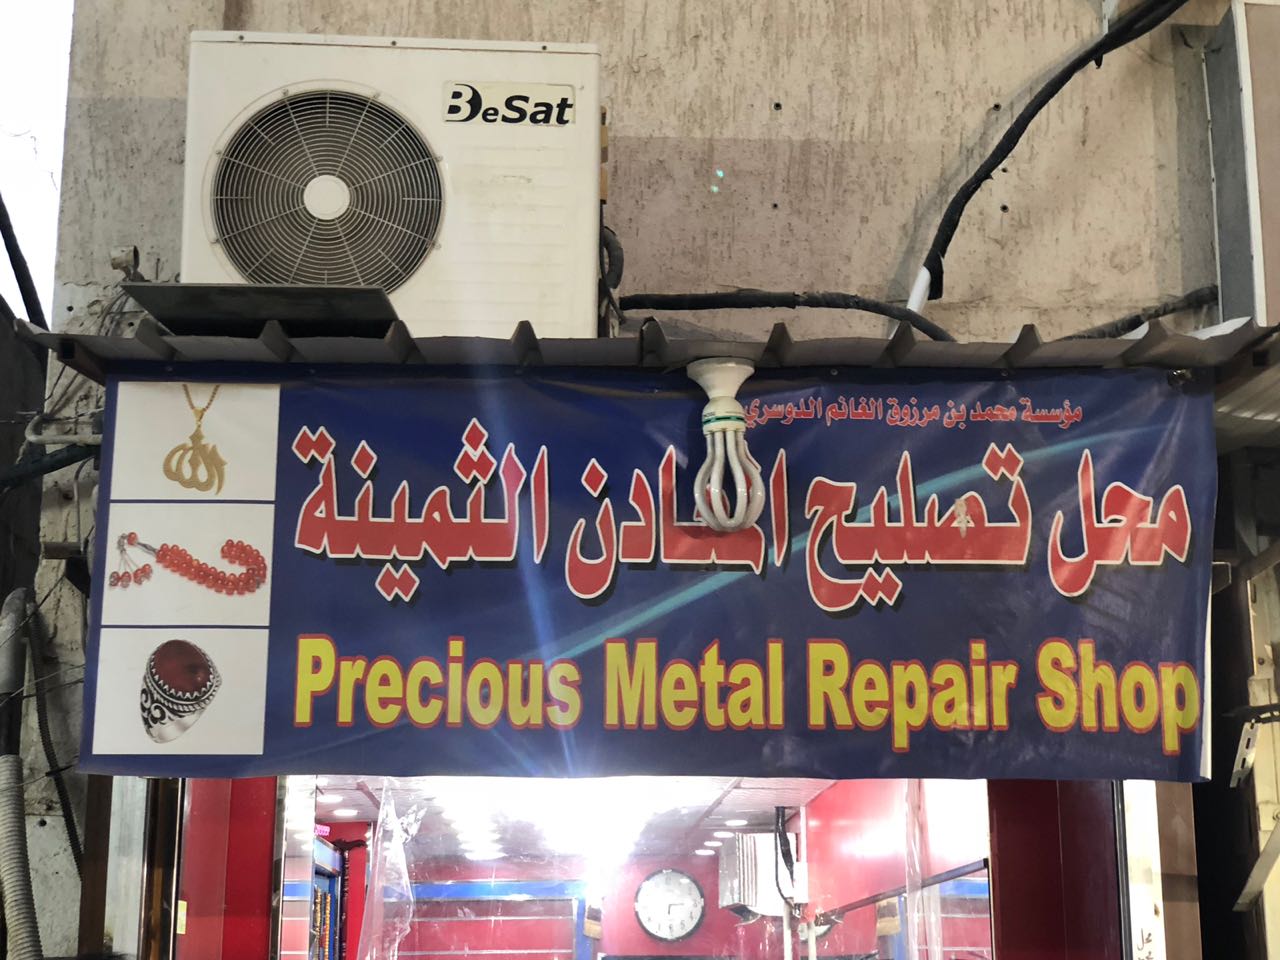 BeSat
مؤسسة محمد بن مرزوق الغانم الدوسري
محل تصليح المعادن الثمينة
Precious Metal Repair Shop